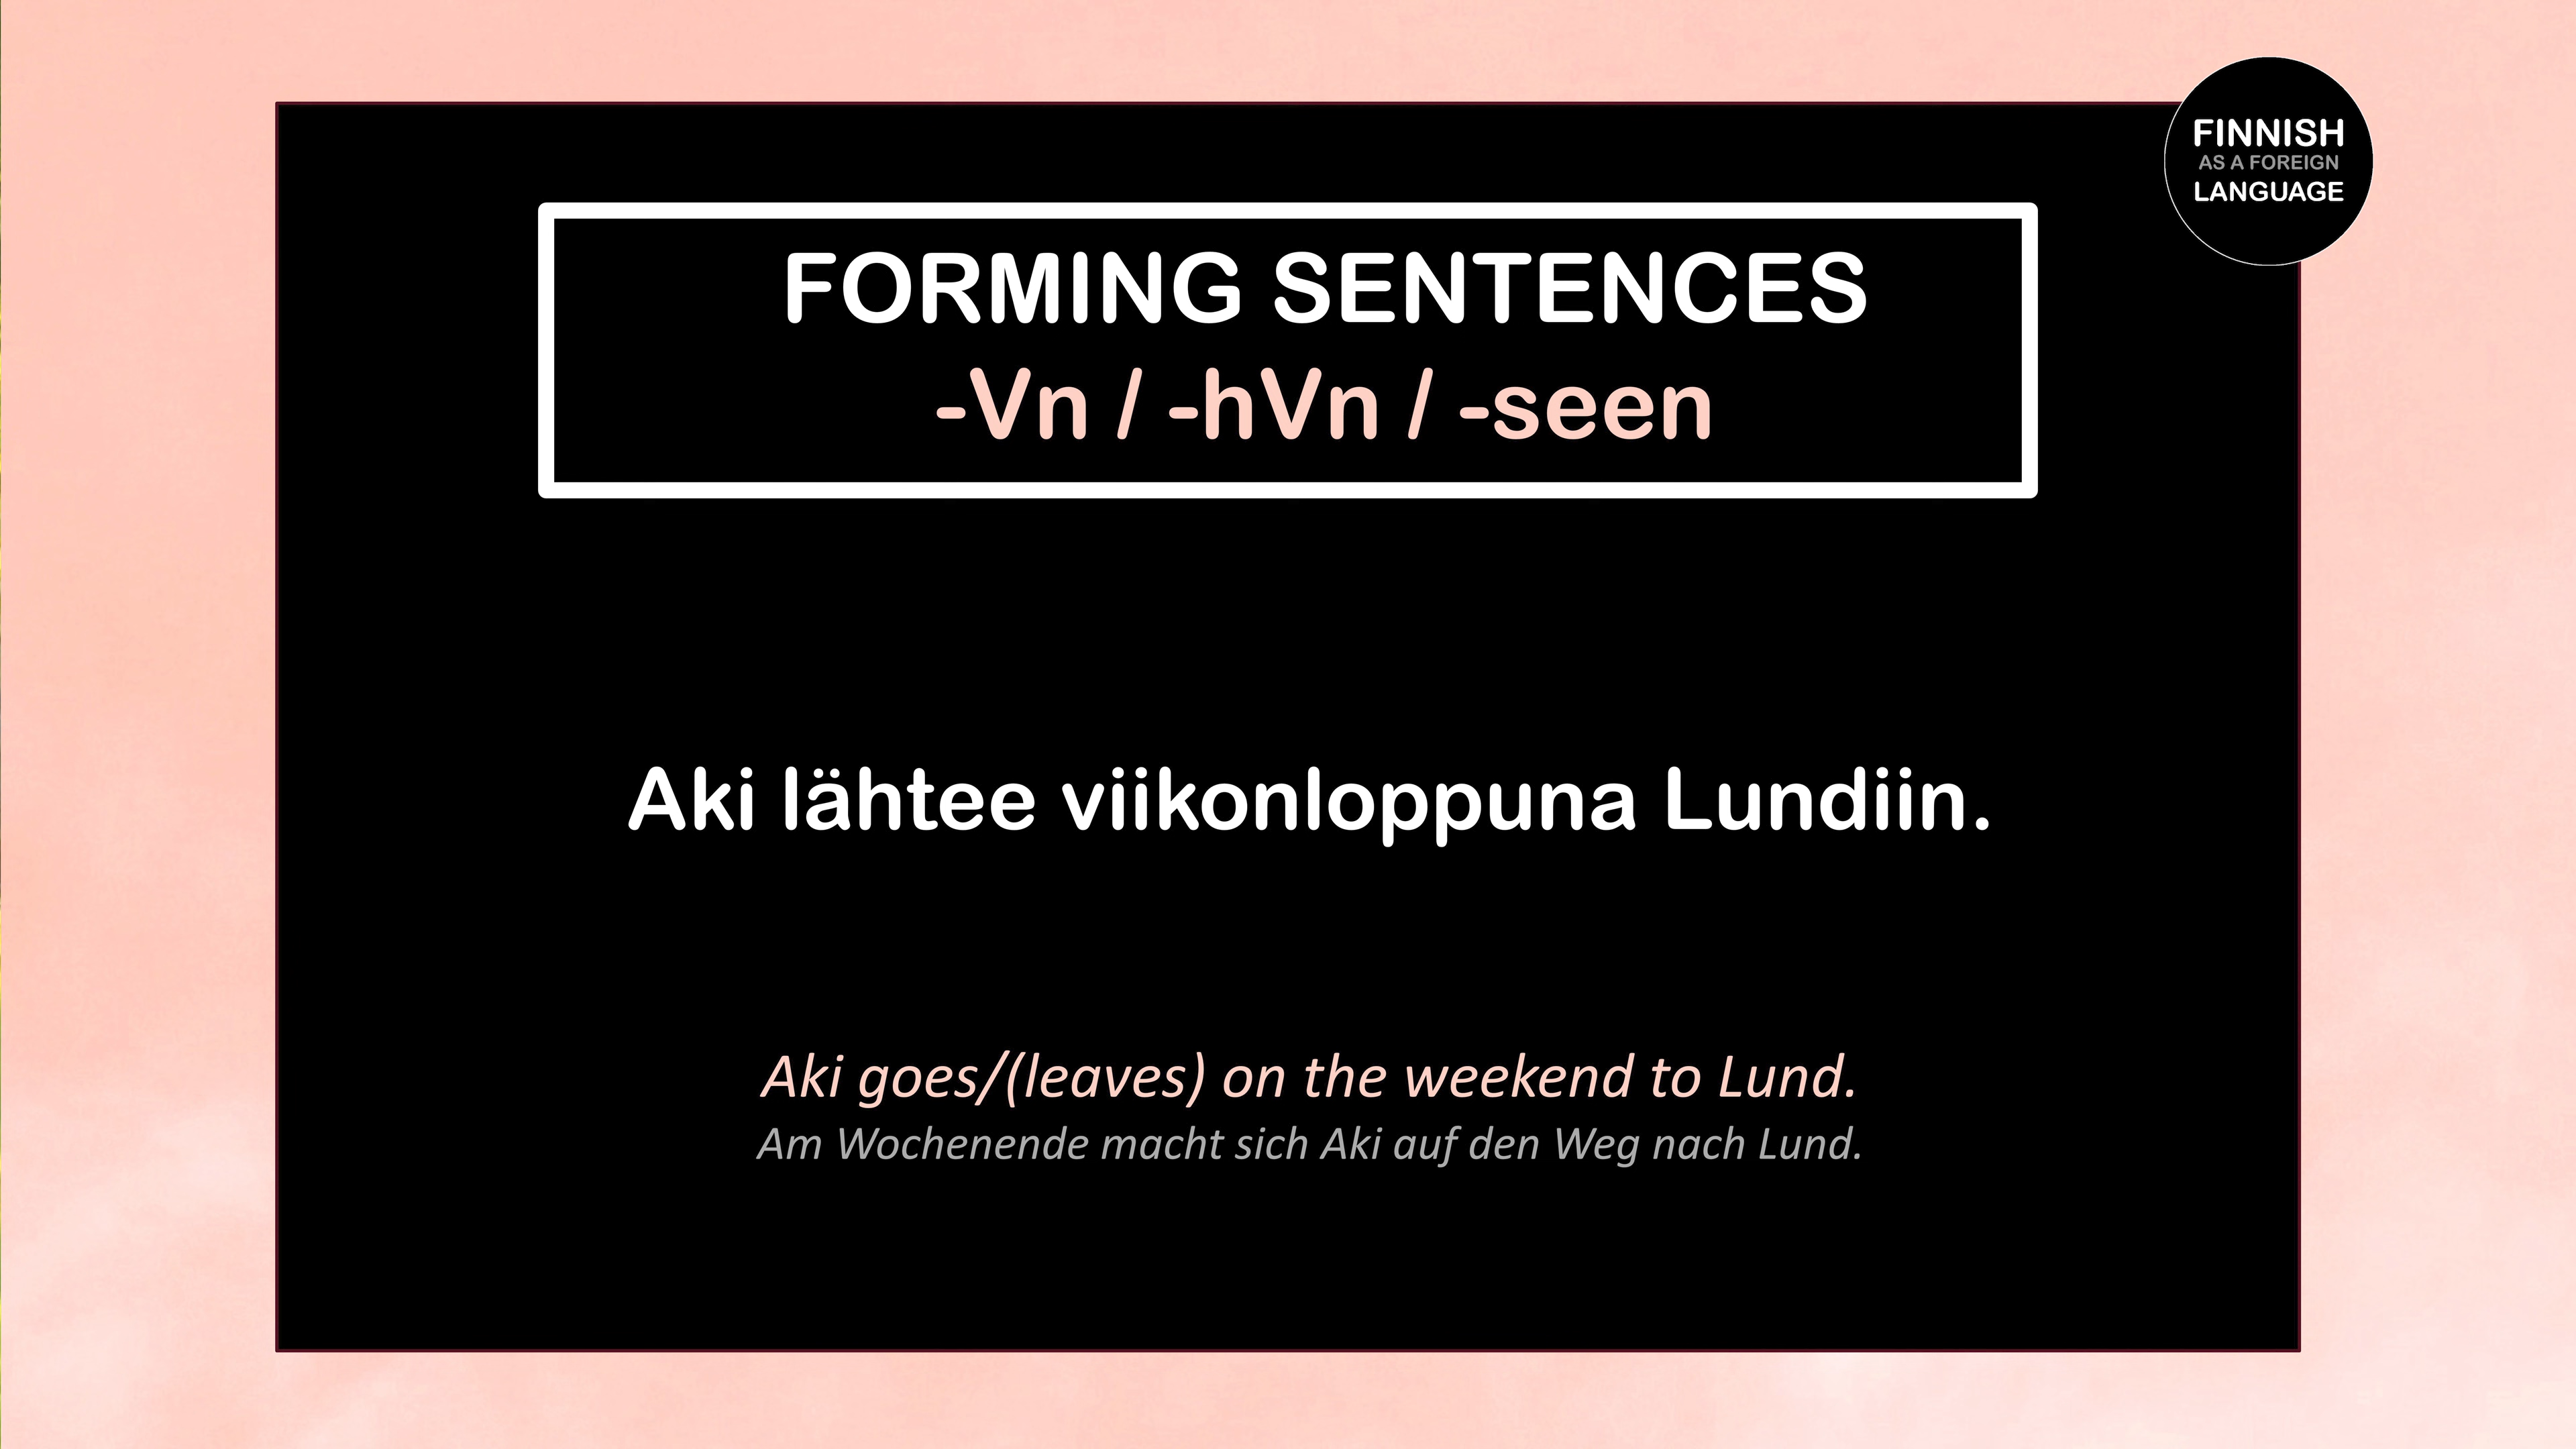 FINNISH
AS A FOREIGN
LANGUAGE
FORMING SENTENCES
-Vn / -hVn / -seen
Aki lähtee viikonloppuna Lundiin.
Aki goes/(leaves) on the weekend to Lund.
Am Wochenende macht sich Aki auf den Weg nach Lund.